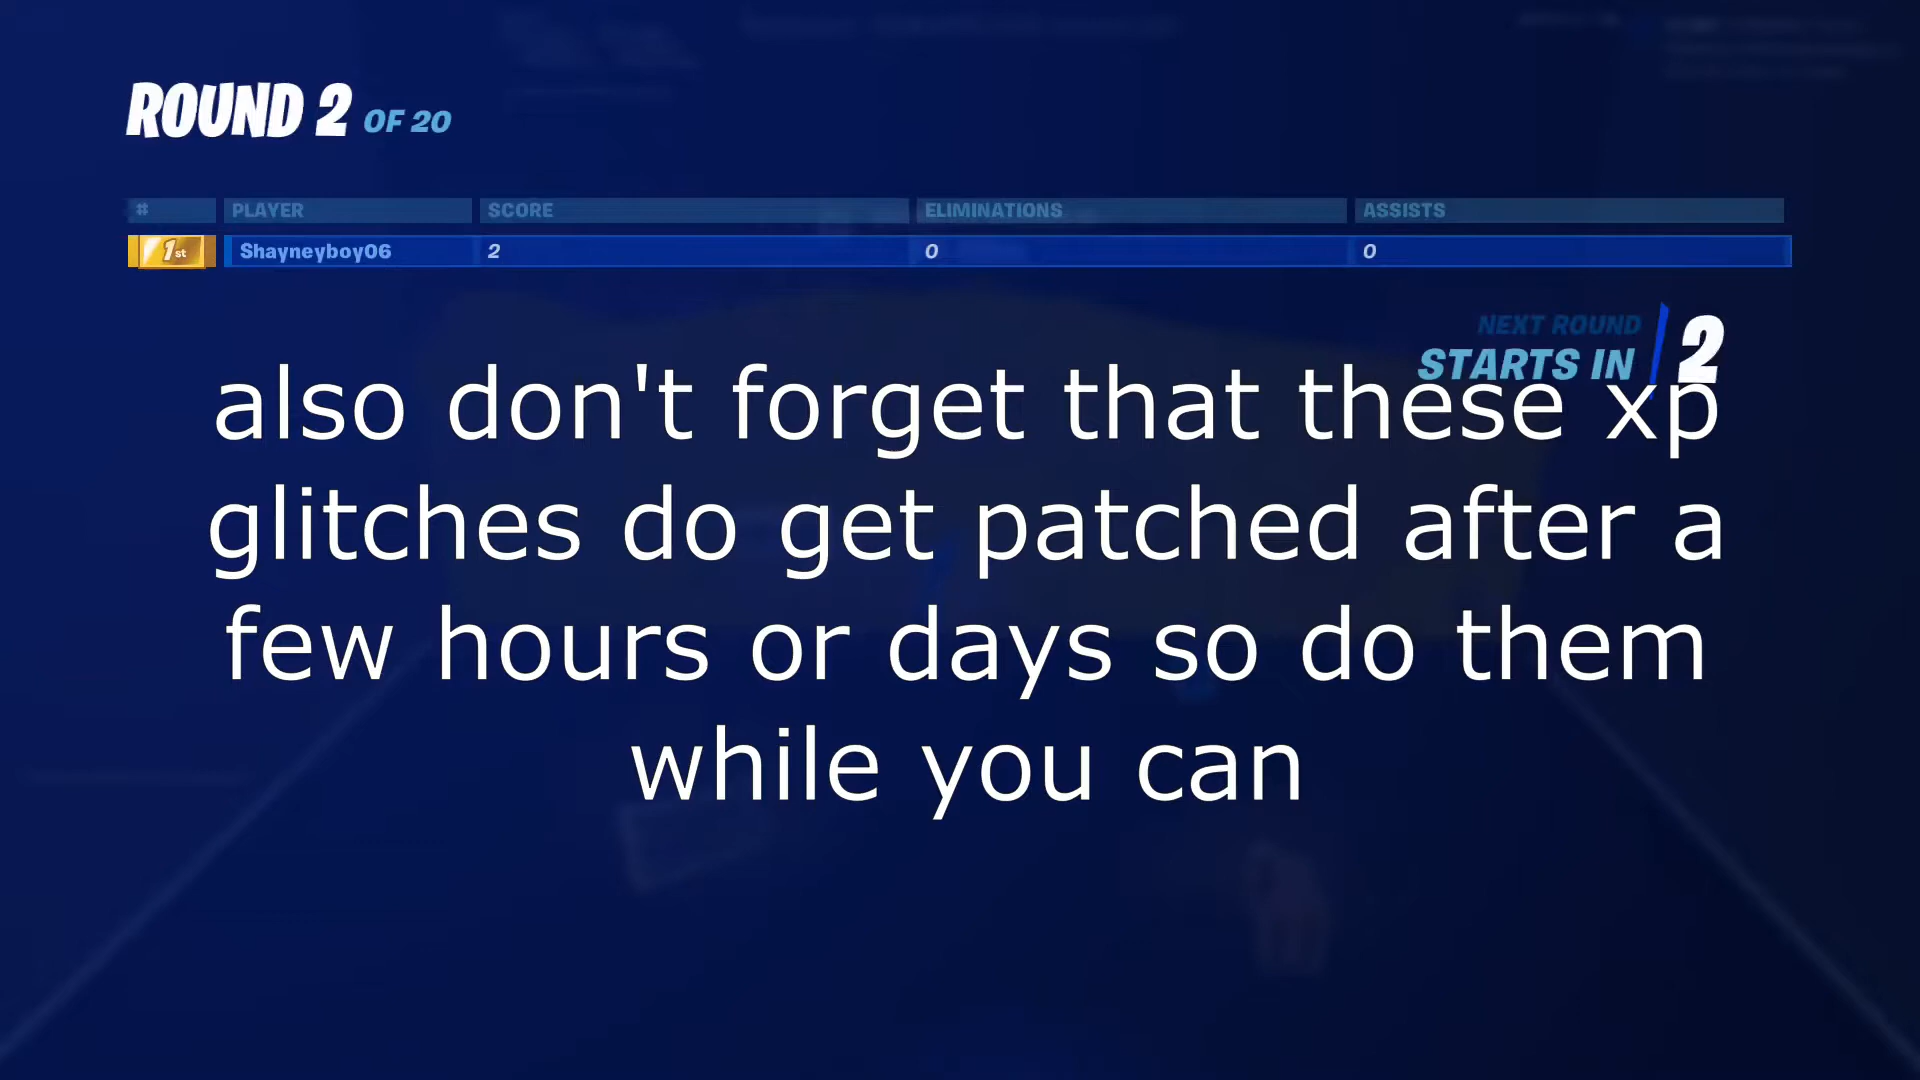 ROUND 2 OF 20
# PLAYER SCORE ELIMINATIONS ASSISTS
1st Shayneyboy06 2 0 0
NEXT ROUND
STARTS IN 2
also don't forget that these xp
glitches do get patched after a
few hours or days so do them
while you can